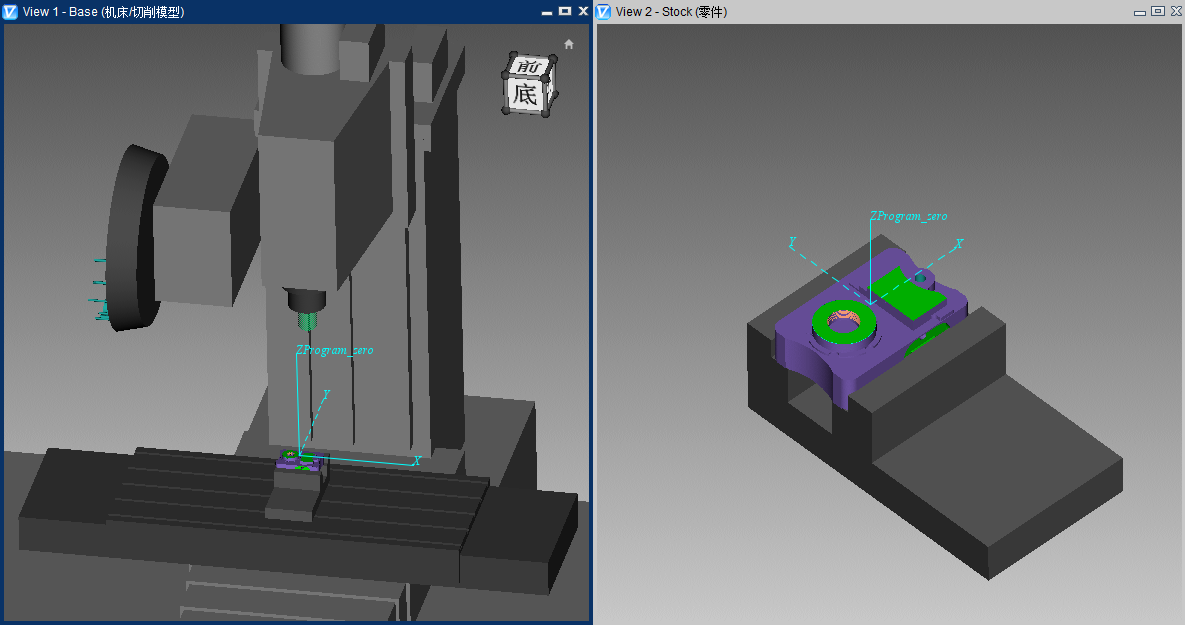 View 1 - Base (机床/切削模型)
前
底
ZProgram_zero
Y
X
View 2 - Stock (零件)
ZProgram_zero
Y
X